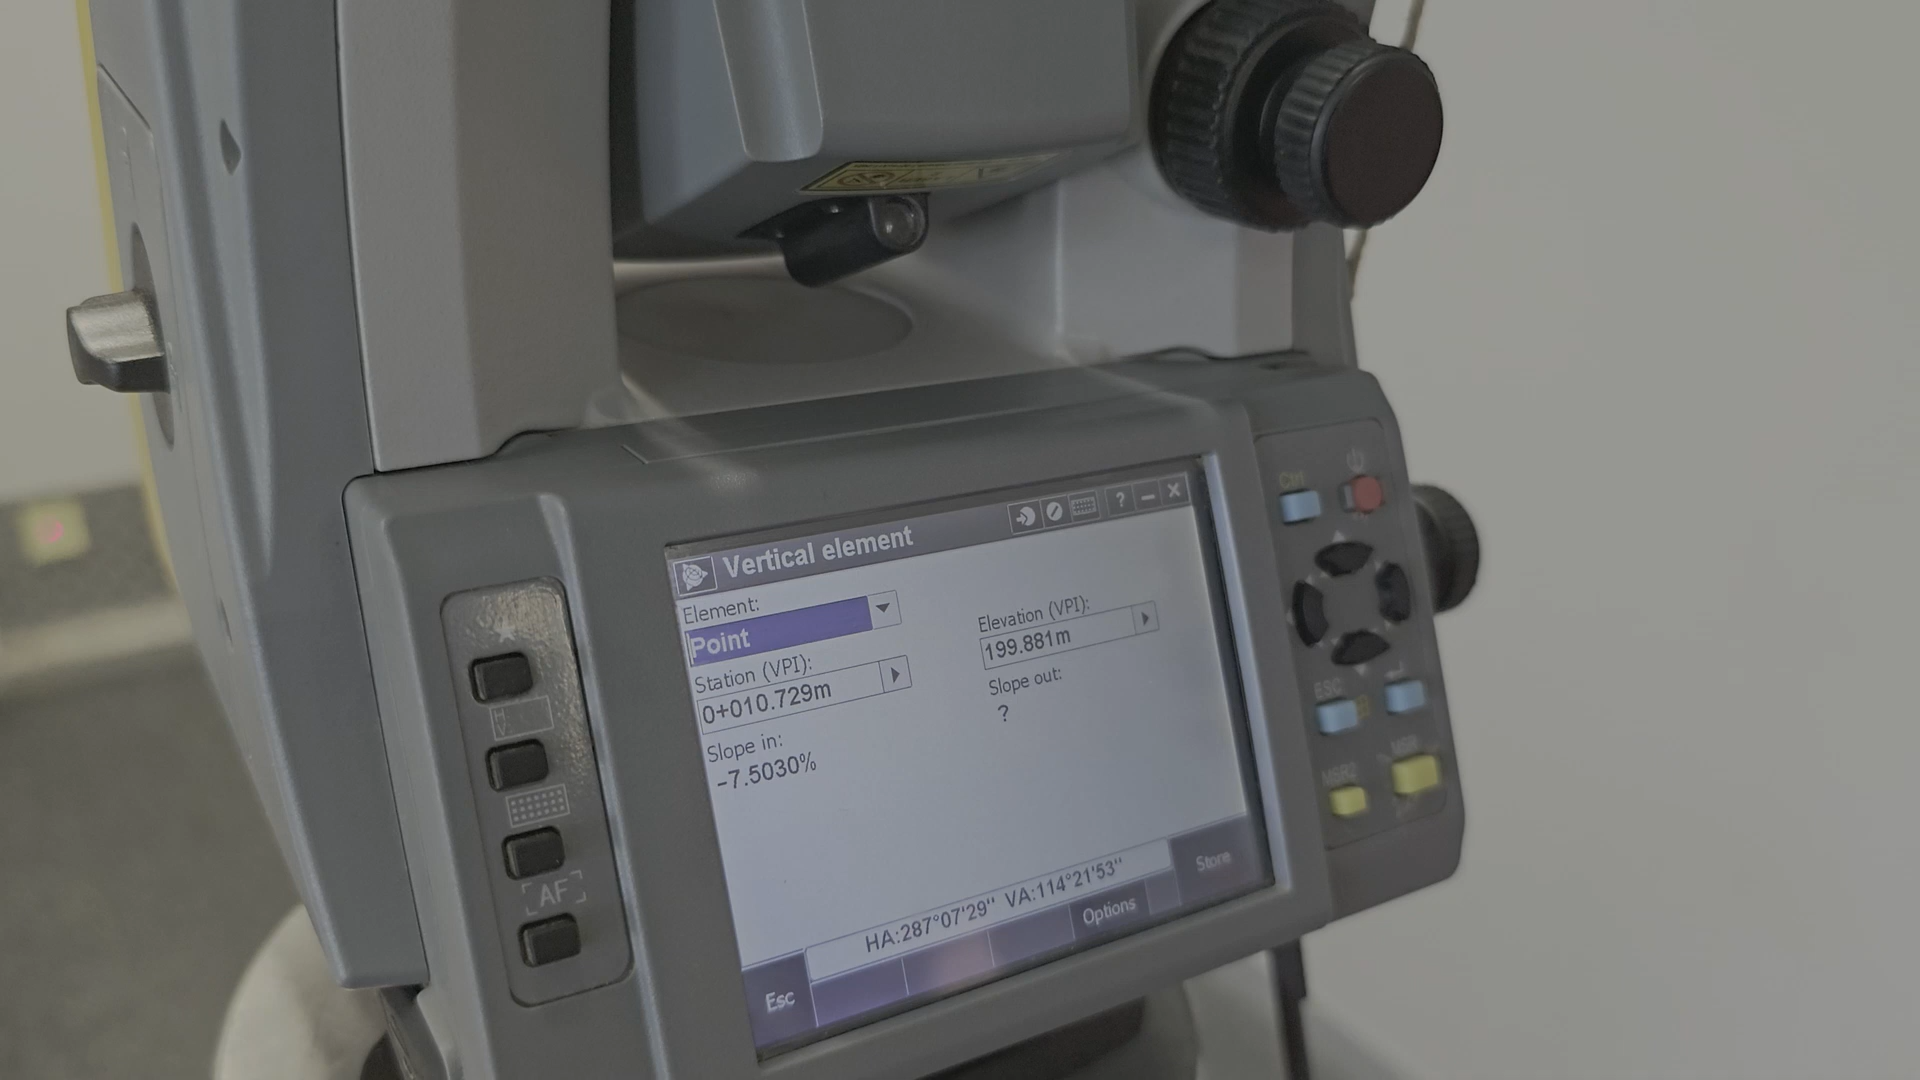 Vertical element
? — X
Element:
Point
Elevation (VPI):
199.881m
Station (VPI):
0+010.729m
Slope out:
?
Slope in:
-7.5030%
HA:287°07'29" VA:114°21'53"
Esc
Options
Store
Ctrl
ESC
MSR2
AF